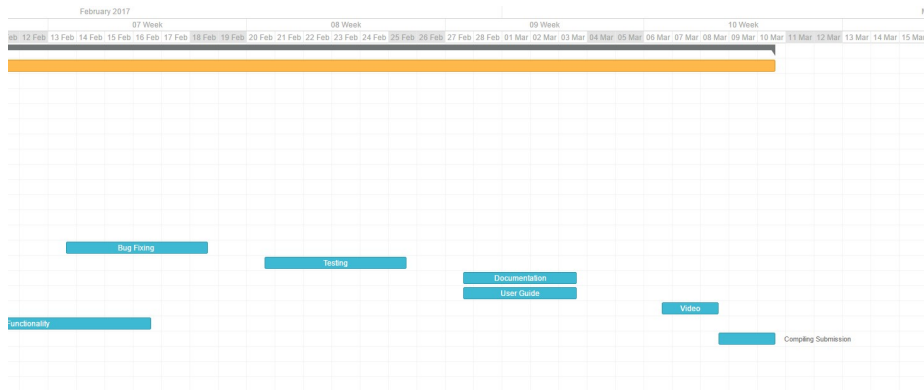 February 2017
07 Week 08 Week 09 Week 10 Week
12 Feb 13 Feb 14 Feb 15 Feb 16 Feb 17 Feb 18 Feb 19 Feb 20 Feb 21 Feb 22 Feb 23 Feb 24 Feb 25 Feb 26 Feb 27 Feb 28 Feb 01 Mar 02 Mar 03 Mar 04 Mar 05 Mar 06 Mar 07 Mar 08 Mar 09 Mar 10 Mar 11 Mar 12 Mar 13 Mar 14 Mar 15 Mar
Bug Fixing
Testing
Documentation
User Guide
Video
Functionality
Compiling Submission